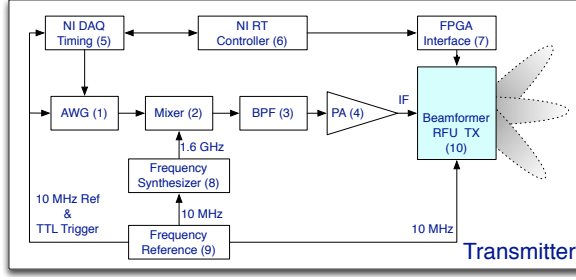 NI DAQ
Timing (5)
NI RT
Controller (6)
FPGA
Interface (7)
AWG (1)
Mixer (2)
BPF (3)
PA (4)
IF
Beamformer
RFU TX
(10)
1.6 GHz
Frequency
Synthesizer (8)
10 MHz Ref
&
TTL Trigger
10 MHz
10 MHz
Frequency
Reference (9)
Transmitter